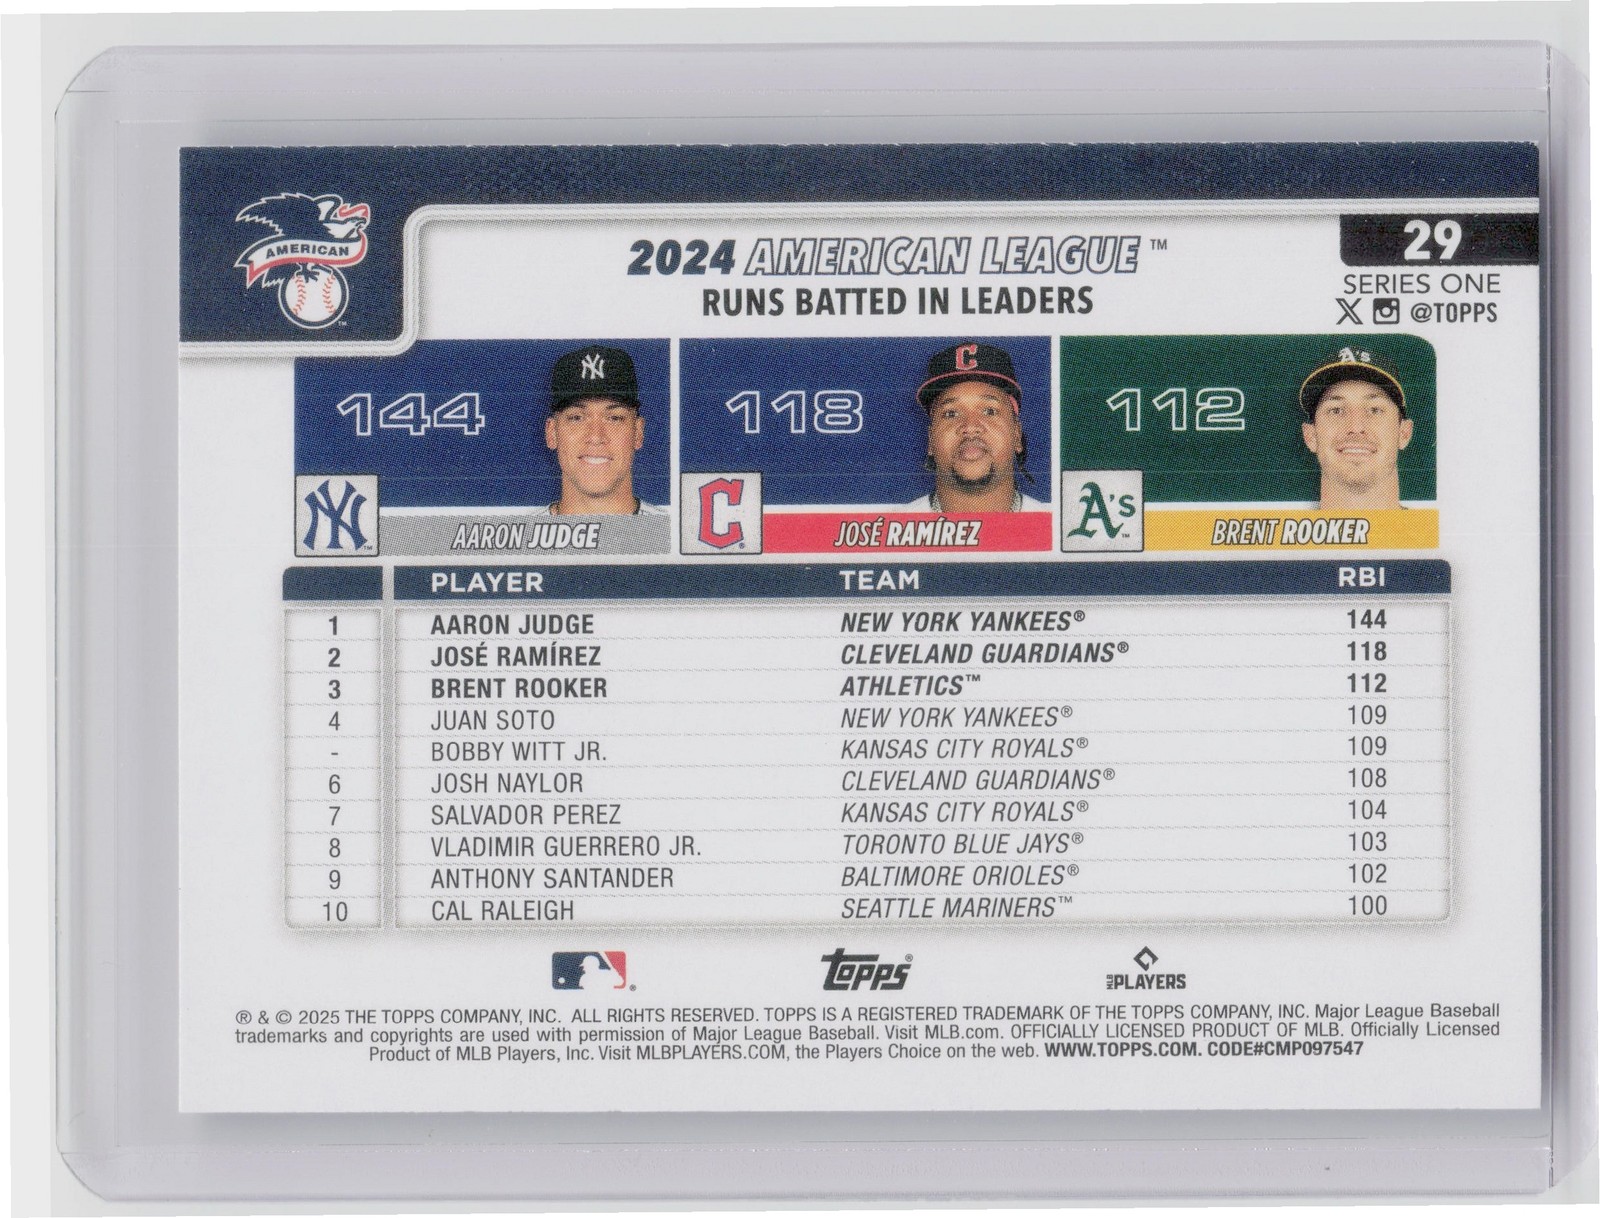 AMERICAN
™
2024 AMERICAN LEAGUE™
RUNS BATTED IN LEADERS
29
SERIES ONE
X @TOPPS
144
NY
NY™
AARON JUDGE
118
C
C®
JOSÉ RAMÍREZ
112
A's
A's™
BRENT ROOKER
PLAYER TEAM RBI
1 AARON JUDGE NEW YORK YANKEES® 144
2 JOSÉ RAMÍREZ CLEVELAND GUARDIANS® 118
3 BRENT ROOKER ATHLETICS™ 112
4 JUAN SOTO NEW YORK YANKEES® 109
- BOBBY WITT JR. KANSAS CITY ROYALS® 109
6 JOSH NAYLOR CLEVELAND GUARDIANS® 108
7 SALVADOR PEREZ KANSAS CITY ROYALS® 104
8 VLADIMIR GUERRERO JR. TORONTO BLUE JAYS® 103
9 ANTHONY SANTANDER BALTIMORE ORIOLES® 102
10 CAL RALEIGH SEATTLE MARINERS™ 100
® Topps® MLB PLAYERS
® & © 2025 THE TOPPS COMPANY, INC. ALL RIGHTS RESERVED. TOPPS IS A REGISTERED TRADEMARK OF THE TOPPS COMPANY, INC. Major League Baseball
trademarks and copyrights are used with permission of Major League Baseball. Visit MLB.com. OFFICIALLY LICENSED PRODUCT OF MLB. Officially Licensed
Product of MLB Players, Inc. Visit MLBPLAYERS.COM, the Players Choice on the web. WWW.TOPPS.COM. CODE#CMP097547